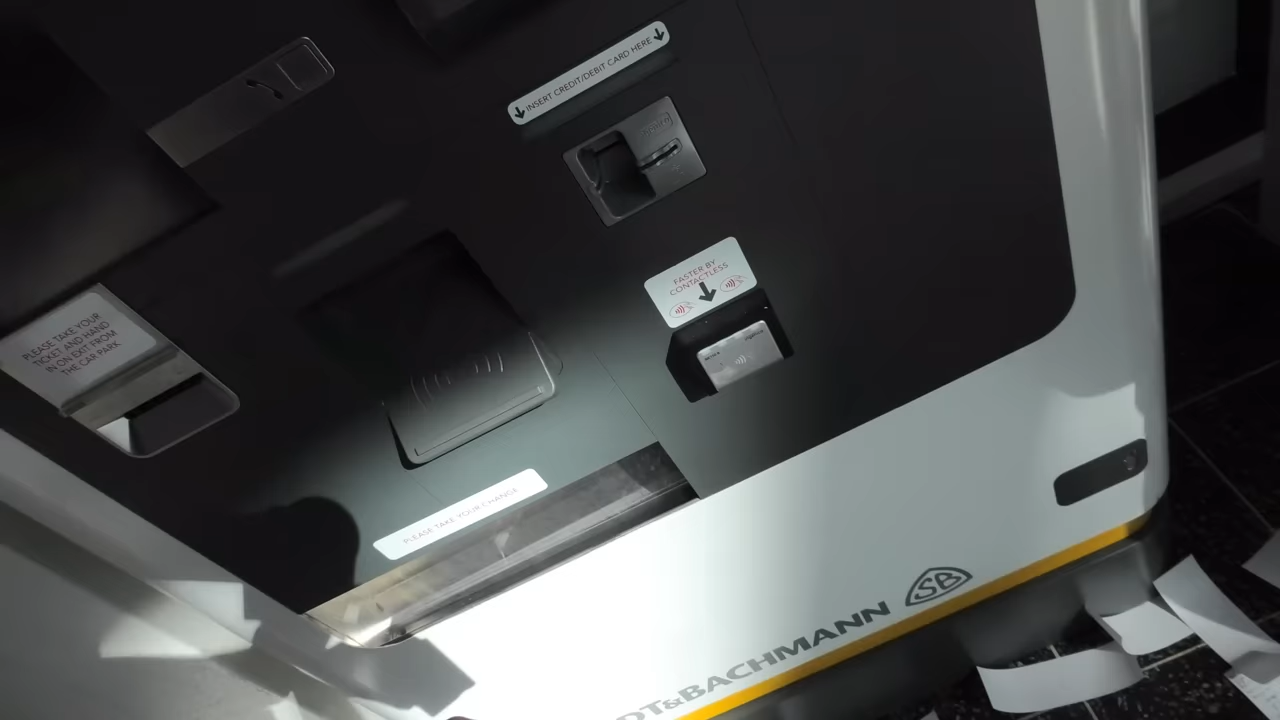 INSERT CREDIT/DEBIT CARD HERE
FASTER BY
CONTACTLESS
PLEASE TAKE YOUR
TICKET AND HAND
IN ON EXIT FROM
THE CAR PARK
PLEASE TAKE YOUR CHANGE
DT&BACHMANN
SB